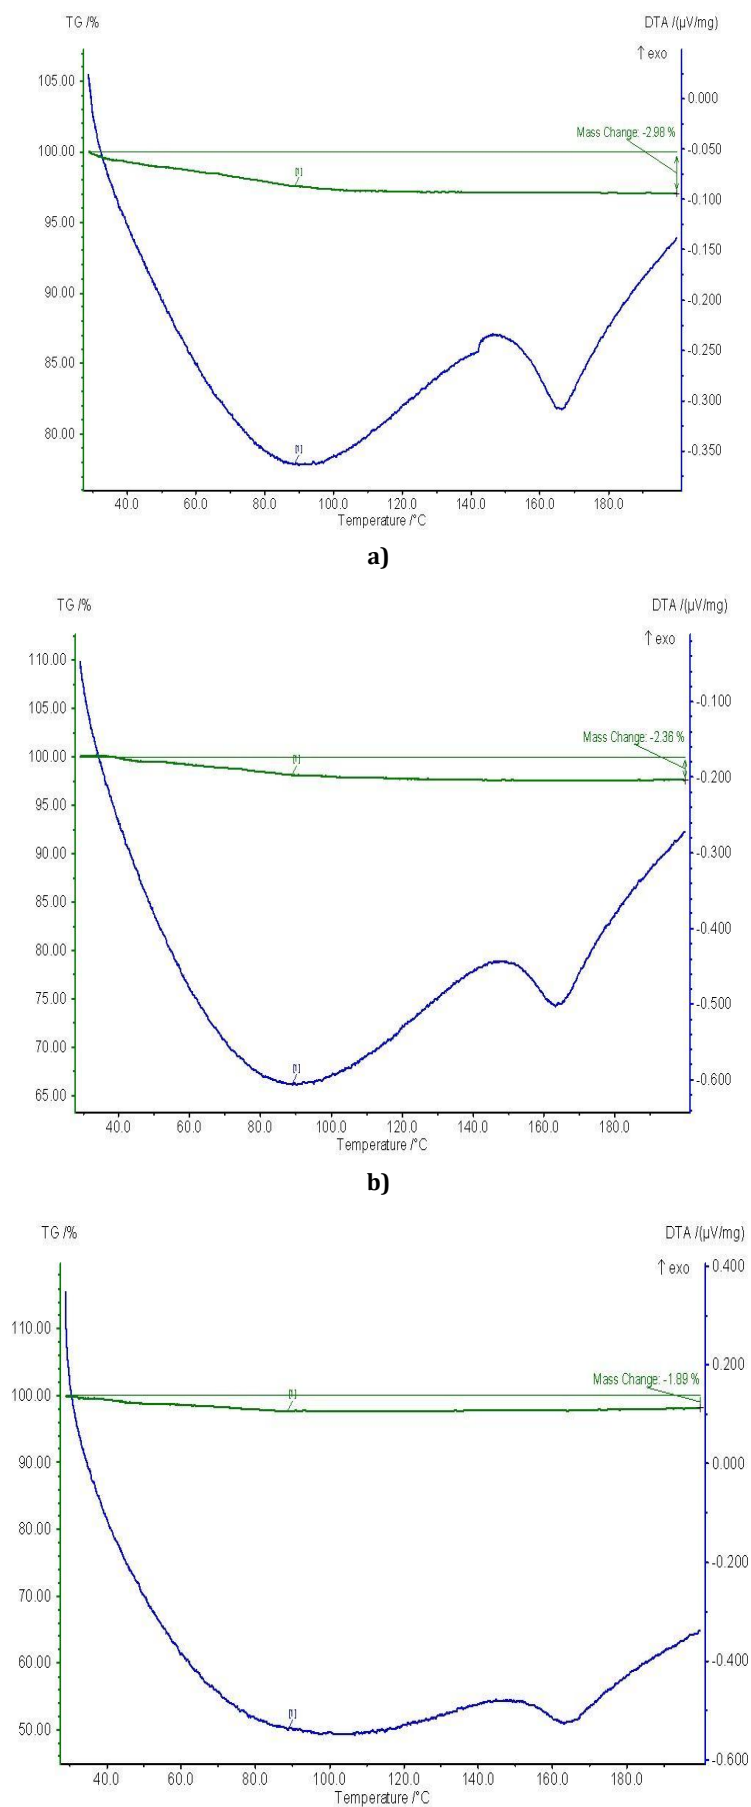 TG /% DTA /(µV/mg)
↑ exo
105.00
0.000
Mass Change: -2.98 %
100.00
-0.050
[1]
-0.100
95.00
-0.150
90.00
-0.200
-0.250
85.00
-0.300
80.00
-0.350
[1]
40.0 60.0 80.0 100.0 120.0 140.0 160.0 180.0
Temperature /°C
a)
TG /% DTA /(µV/mg)
↑ exo
110.00
-0.100
105.00
Mass Change: -2.36 %
100.00
[1]
-0.200
95.00
-0.300
90.00
85.00
-0.400
80.00
-0.500
75.00
70.00
[1]
-0.600
65.00
40.0 60.0 80.0 100.0 120.0 140.0 160.0 180.0
Temperature /°C
b)
TG /% DTA /(µV/mg)
0.400
↑ exo
110.00
0.200
Mass Change: -1.89 %
100.00
[1]
90.00
0.000
80.00
-0.200
70.00
60.00
-0.400
50.00
[1]
-0.600
40.0 60.0 80.0 100.0 120.0 140.0 160.0 180.0
Temperature /°C